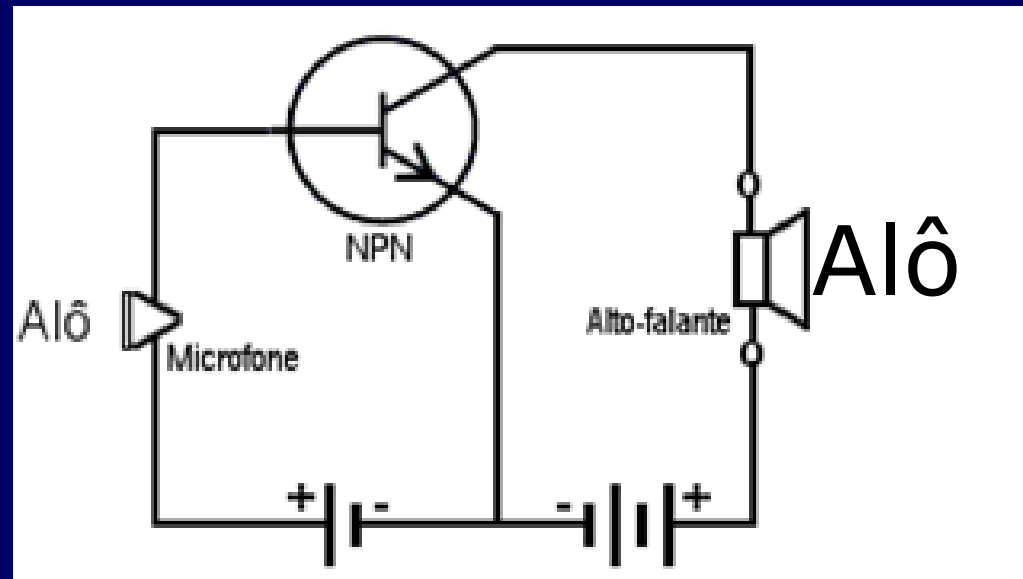 NPN
Alô
Alô
Alto-falante
Microfone
+ - - +